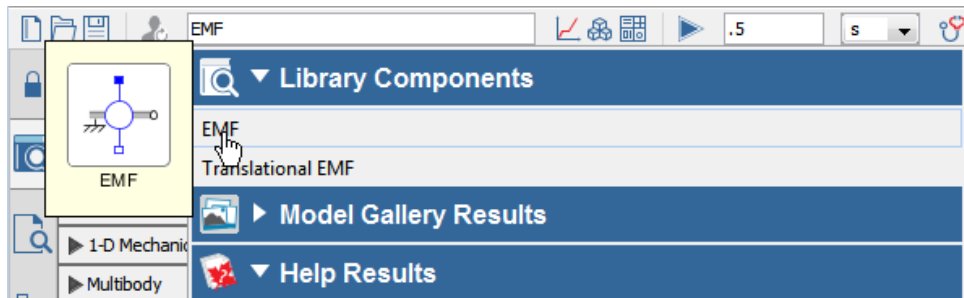 EMF .5 s
Library Components
EMF
Translational EMF
EMF
Model Gallery Results
1-D Mechanic
Multibody
Help Results